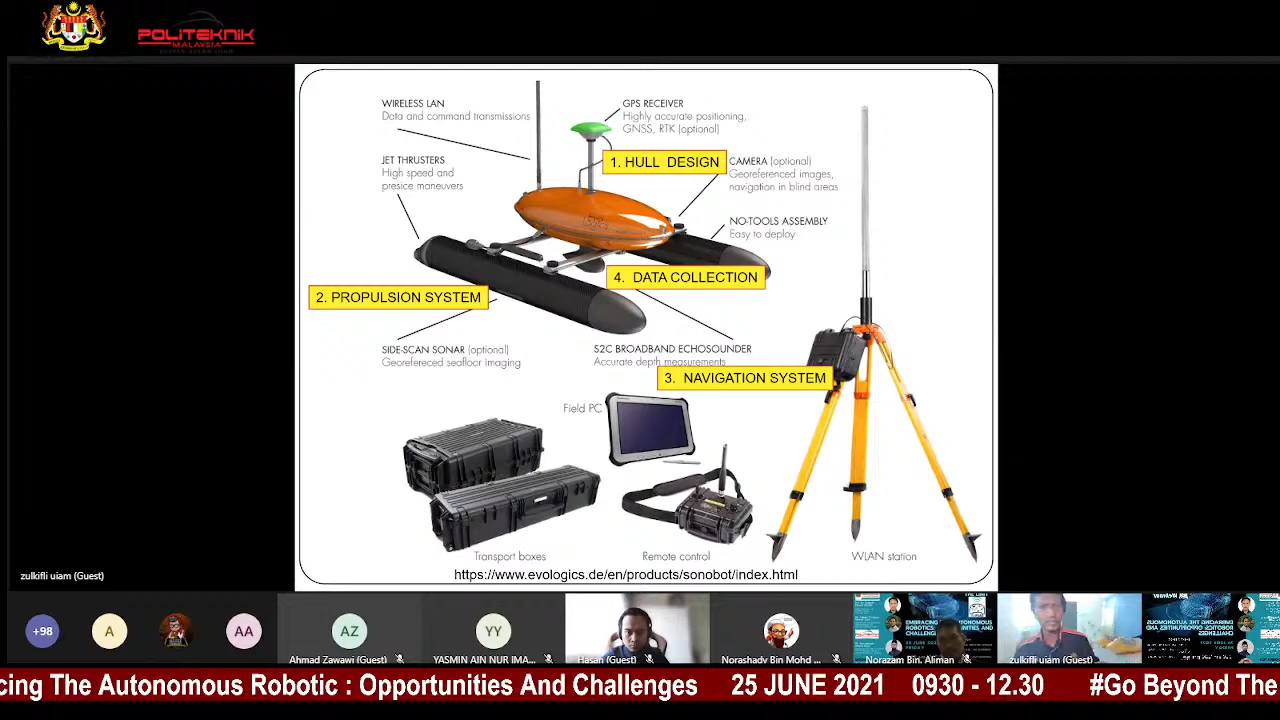 POLITEKNIK
MALAYSIA
WIRELESS LAN
Data and command transmissions
GPS RECEIVER
Highly accurate positioning,
GNSS, RTK (optional)
1. HULL DESIGN
JET THRUSTERS
High speed and
presice maneuvers
CAMERA (optional)
Georeferenced images,
navigation in blind areas
NO-TOOLS ASSEMBLY
Easy to deploy
4. DATA COLLECTION
2. PROPULSION SYSTEM
SIDE-SCAN SONAR (optional)
Georefereced seafloor imaging
S2C BROADBAND ECHOSOUNDER
Accurate depth measurements
3. NAVIGATION SYSTEM
Field PC
Transport boxes
Remote control
WLAN station
https://www.evologics.de/en/products/sonobot/index.html
zulkifli uiam (Guest)
+98
A
AA
AZ
Ahmad Zawawi (Guest)
YY
YASMIN AIN NUR IMA...
Hasan (Guest)
Norashady Bin Mohd ...
Norazam Bin. Aliman
zulkifli uiam (Guest)
cing The Autonomous Robotic : Opportunities And Challenges 25 JUNE 2021 0930 - 12.30 #Go Beyond The